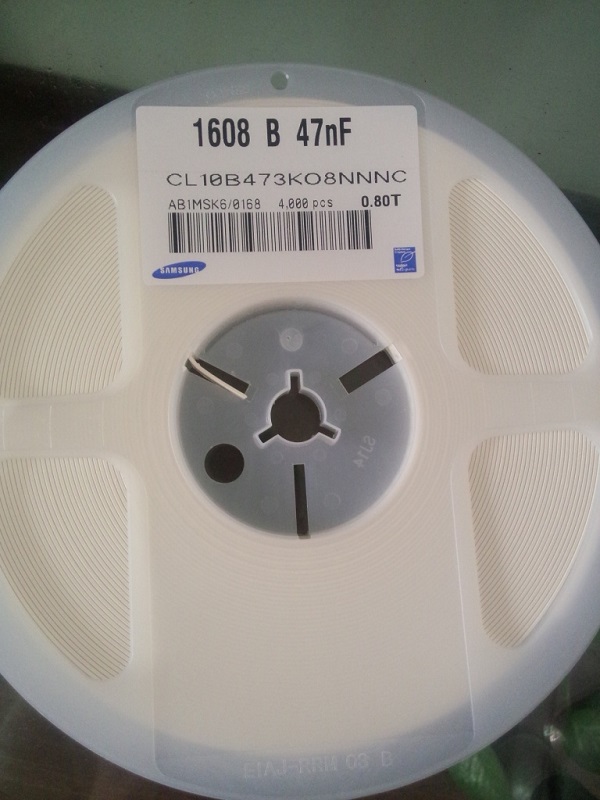 1608 B 47nF
CL10B473KO8NNNC
AB1MSK6/0168 4,000 pcs 0.80T
SAMSUNG